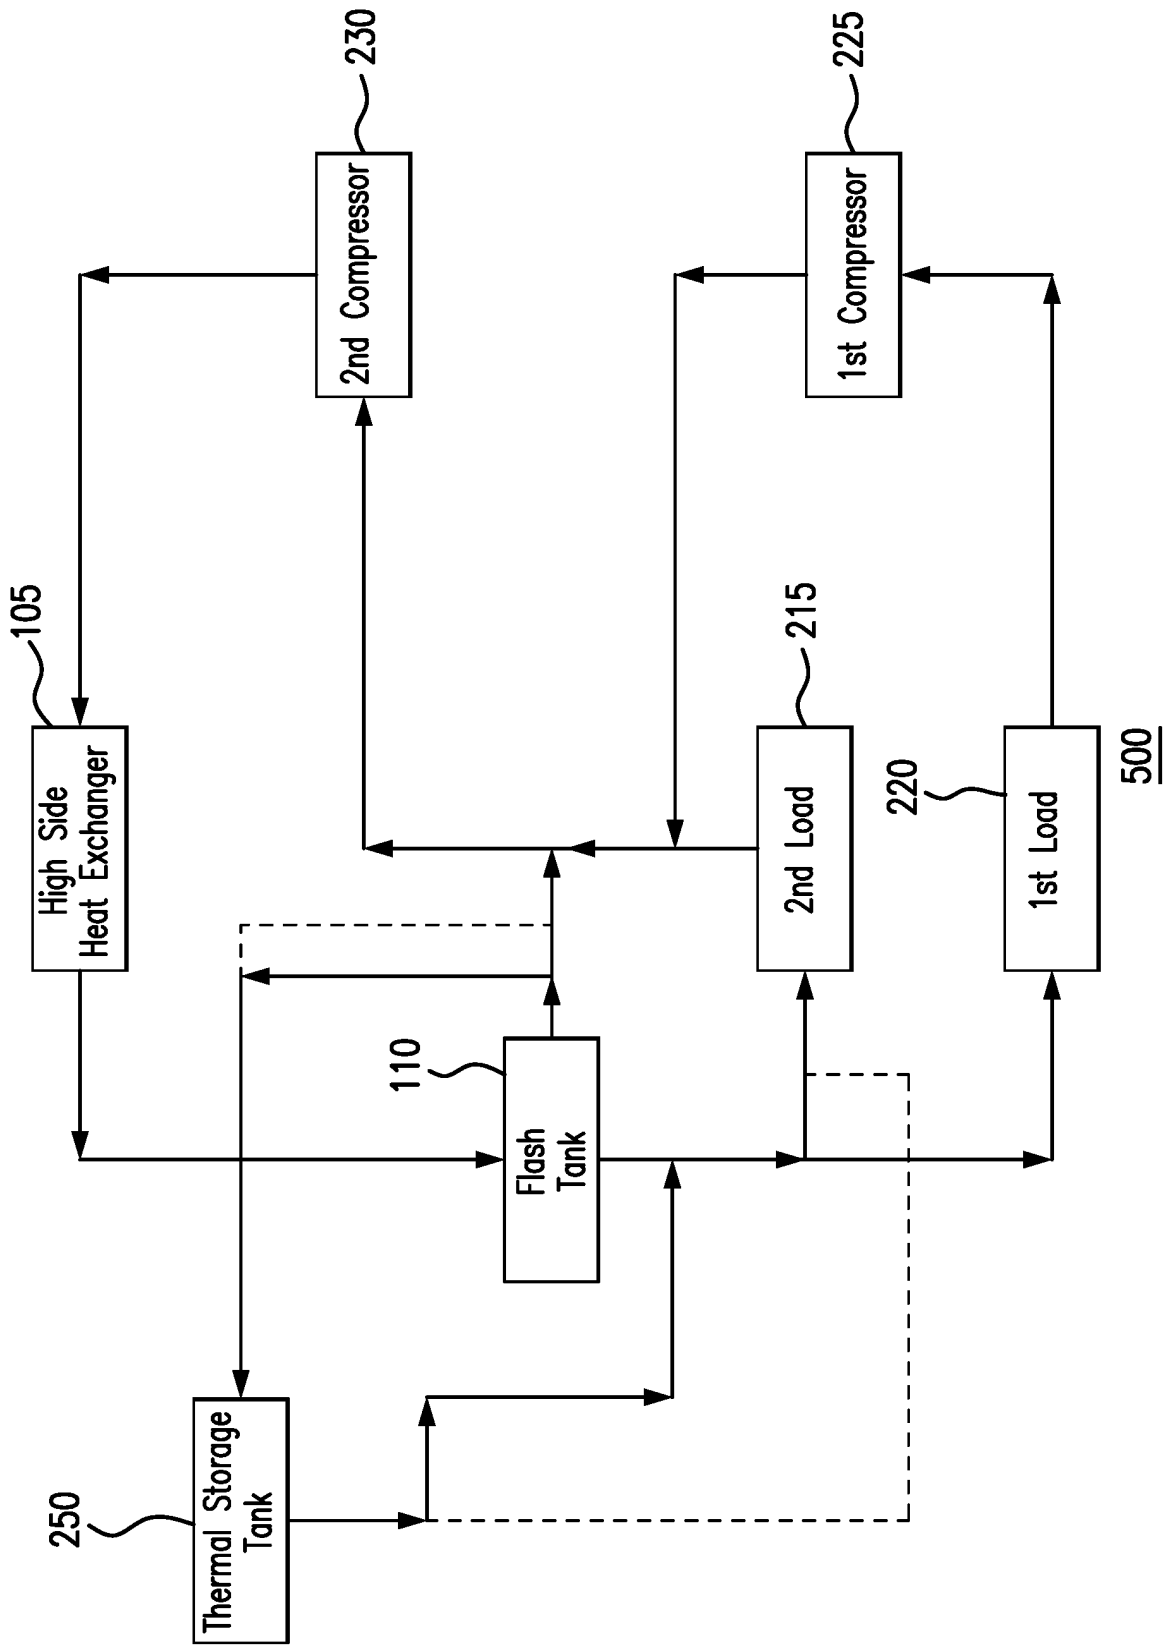 105
High Side
Heat Exchanger
230
2nd Compressor
250
Thermal Storage
Tank
110
Flash
Tank
215
2nd Load
225
1st Compressor
220
1st Load
500